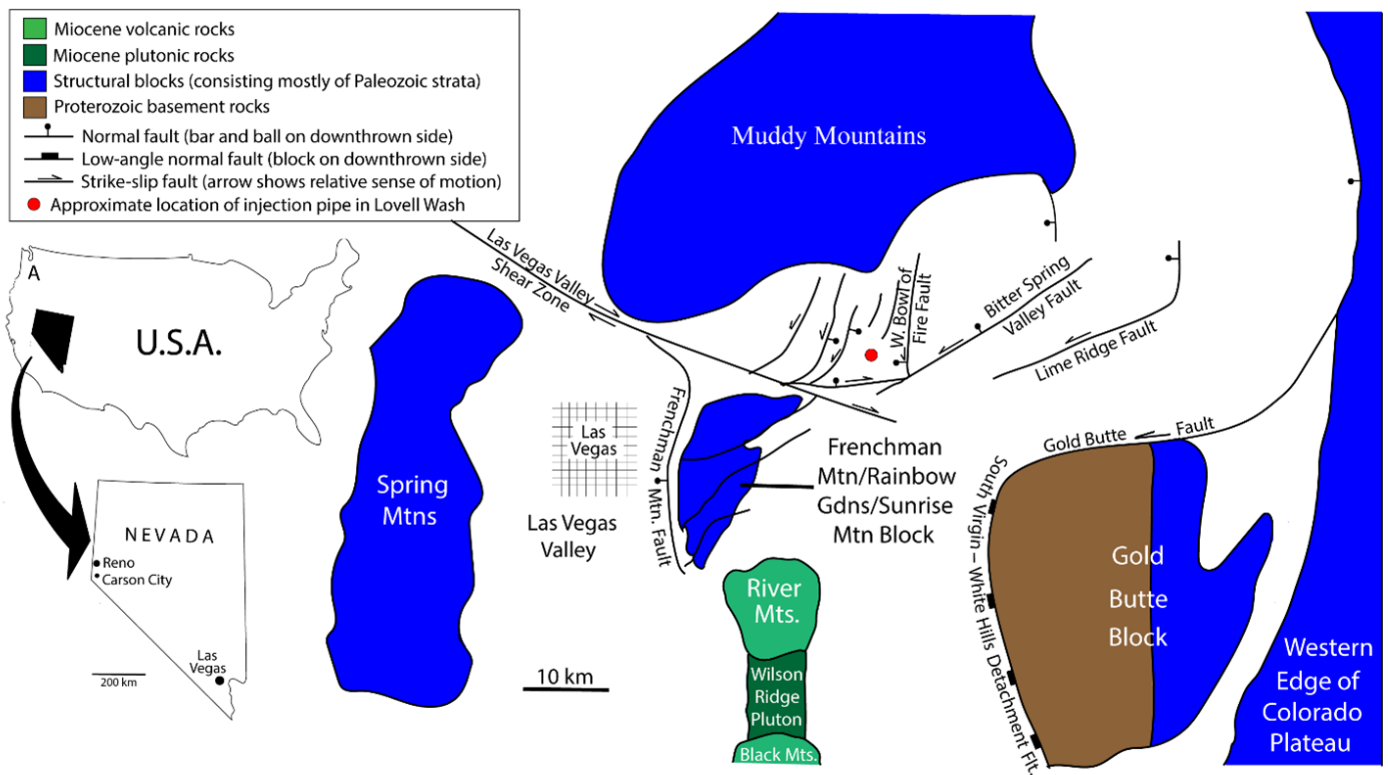 Miocene volcanic rocks
Miocene plutonic rocks
Structural blocks (consisting mostly of Paleozoic strata)
Proterozoic basement rocks
Normal fault (bar and ball on downthrown side)
Low-angle normal fault (block on downthrown side)
Strike-slip fault (arrow shows relative sense of motion)
Approximate location of injection pipe in Lovell Wash
A
U.S.A.
NEVADA
Reno
Carson City
Las
Vegas
200 km
Spring
Mtns
Las Vegas Valley
Shear Zone
Muddy Mountains
W. Bowl of
Fire Fault
Bitter Spring
Valley Fault
Lime Ridge Fault
Las
Vegas
Las Vegas
Valley
Frenchman Mtn. Fault
Frenchman
Mtn/Rainbow
Gdns/Sunrise
Mtn Block
River
Mts.
Wilson
Ridge
Pluton
Black Mts.
10 km
Gold Butte Fault
South Virgin – White Hills Detachment Flt.
Gold
Butte
Block
Western
Edge of
Colorado
Plateau